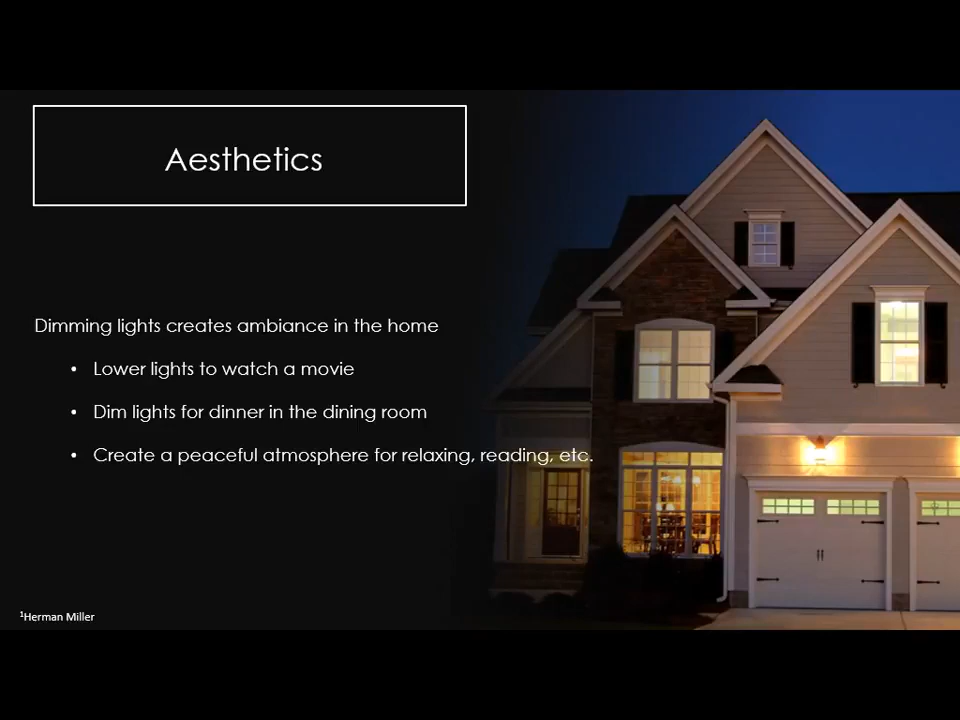 Aesthetics
Dimming lights creates ambiance in the home
• Lower lights to watch a movie
• Dim lights for dinner in the dining room
• Create a peaceful atmosphere for relaxing, reading, etc.
¹Herman Miller